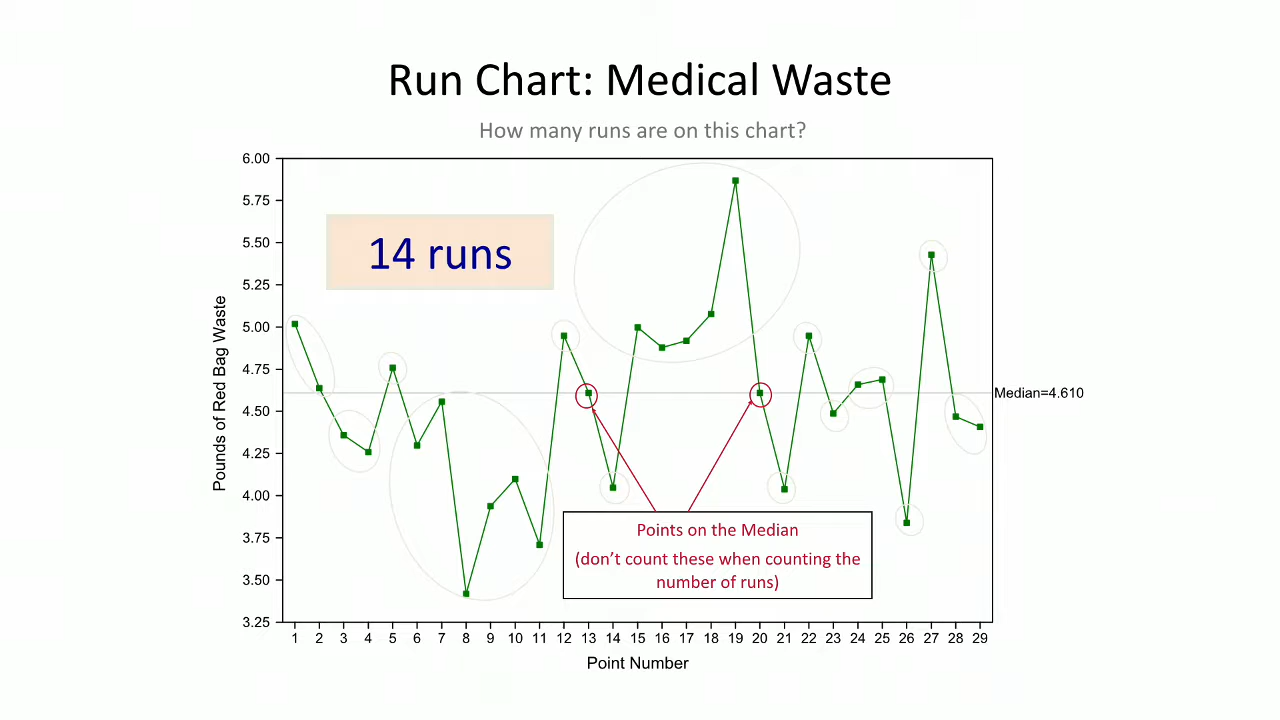 Run Chart: Medical Waste
How many runs are on this chart?
6.00
5.75
5.50
5.25
5.00
4.75
4.50
4.25
4.00
3.75
3.50
3.25
Pounds of Red Bag Waste
14 runs
Median=4.610
Points on the Median
(don't count these when counting the
number of runs)
1 2 3 4 5 6 7 8 9 10 11 12 13 14 15 16 17 18 19 20 21 22 23 24 25 26 27 28 29
Point Number